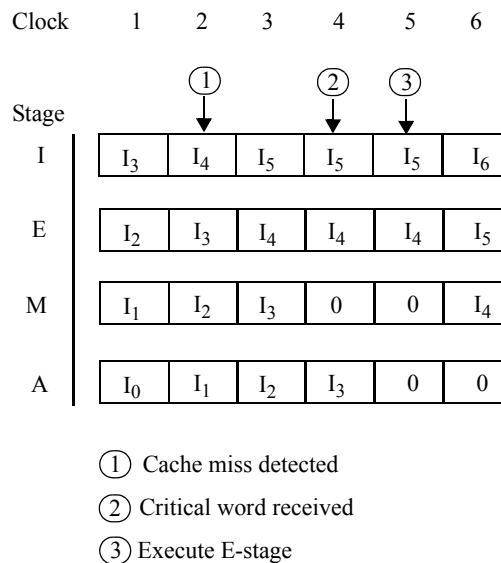 Clock 1 2 3 4 5 6
1 2 3
Stage
I I₃ I₄ I₅ I₅ I₅ I₆
E I₂ I₃ I₄ I₄ I₄ I₅
M I₁ I₂ I₃ 0 0 I₄
A I₀ I₁ I₂ I₃ 0 0
1 Cache miss detected
2 Critical word received
3 Execute E-stage